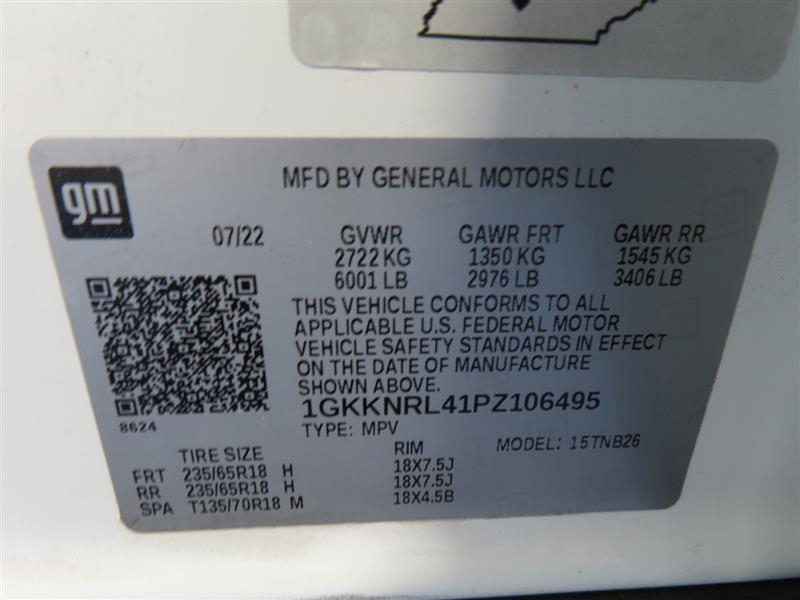 gm
MFD BY GENERAL MOTORS LLC
07/22 GVWR GAWR FRT GAWR RR
2722 KG 1350 KG 1545 KG
6001 LB 2976 LB 3406 LB
THIS VEHICLE CONFORMS TO ALL
APPLICABLE U.S. FEDERAL MOTOR
VEHICLE SAFETY STANDARDS IN EFFECT
ON THE DATE OF MANUFACTURE
SHOWN ABOVE.
1GKKNRL41PZ106495
8624
TYPE: MPV MODEL: 15TNB26
TIRE SIZE RIM
FRT 235/65R18 H 18X7.5J
RR 235/65R18 H 18X7.5J
SPA T135/70R18 M 18X4.5B